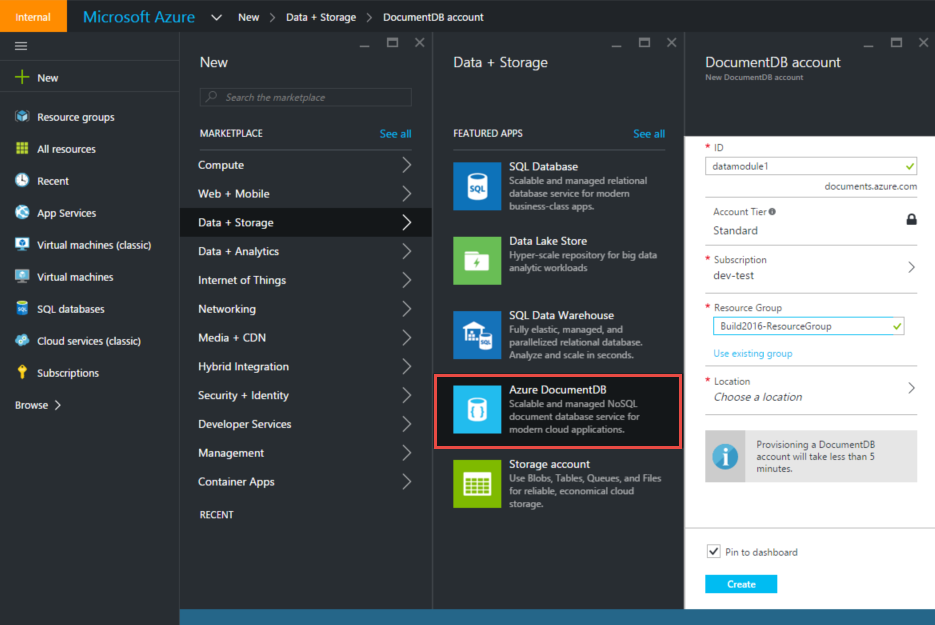 Internal
Microsoft Azure
New
Data + Storage
DocumentDB account
New
Resource groups
All resources
Recent
App Services
Virtual machines (classic)
Virtual machines
SQL databases
Cloud services (classic)
Subscriptions
Browse
New
Search the marketplace
MARKETPLACE
See all
Compute
Web + Mobile
Data + Storage
Data + Analytics
Internet of Things
Networking
Media + CDN
Hybrid Integration
Security + Identity
Developer Services
Management
Container Apps
RECENT
Data + Storage
FEATURED APPS
See all
SQL
SQL Database
Scalable and managed relational
database service for modern
business-class apps.
Data Lake Store
Hyper-scale repository for big data
analytic workloads
SQL
SQL Data Warehouse
Fully elastic, managed, and
parallelized relational database.
Analyze and scale in seconds.
Azure DocumentDB
Scalable and managed NoSQL
document database service for
modern cloud applications.
Storage account
Use Blobs, Tables, Queues, and Files
for reliable, economical cloud
storage.
DocumentDB account
New DocumentDB account
* ID
datamodule1
documents.azure.com
Account Tier
Standard
* Subscription
dev-test
* Resource Group
Build2016-ResourceGroup
Use existing group
* Location
Choose a location
Provisioning a DocumentDB
account will take less than 5
minutes.
Pin to dashboard
Create